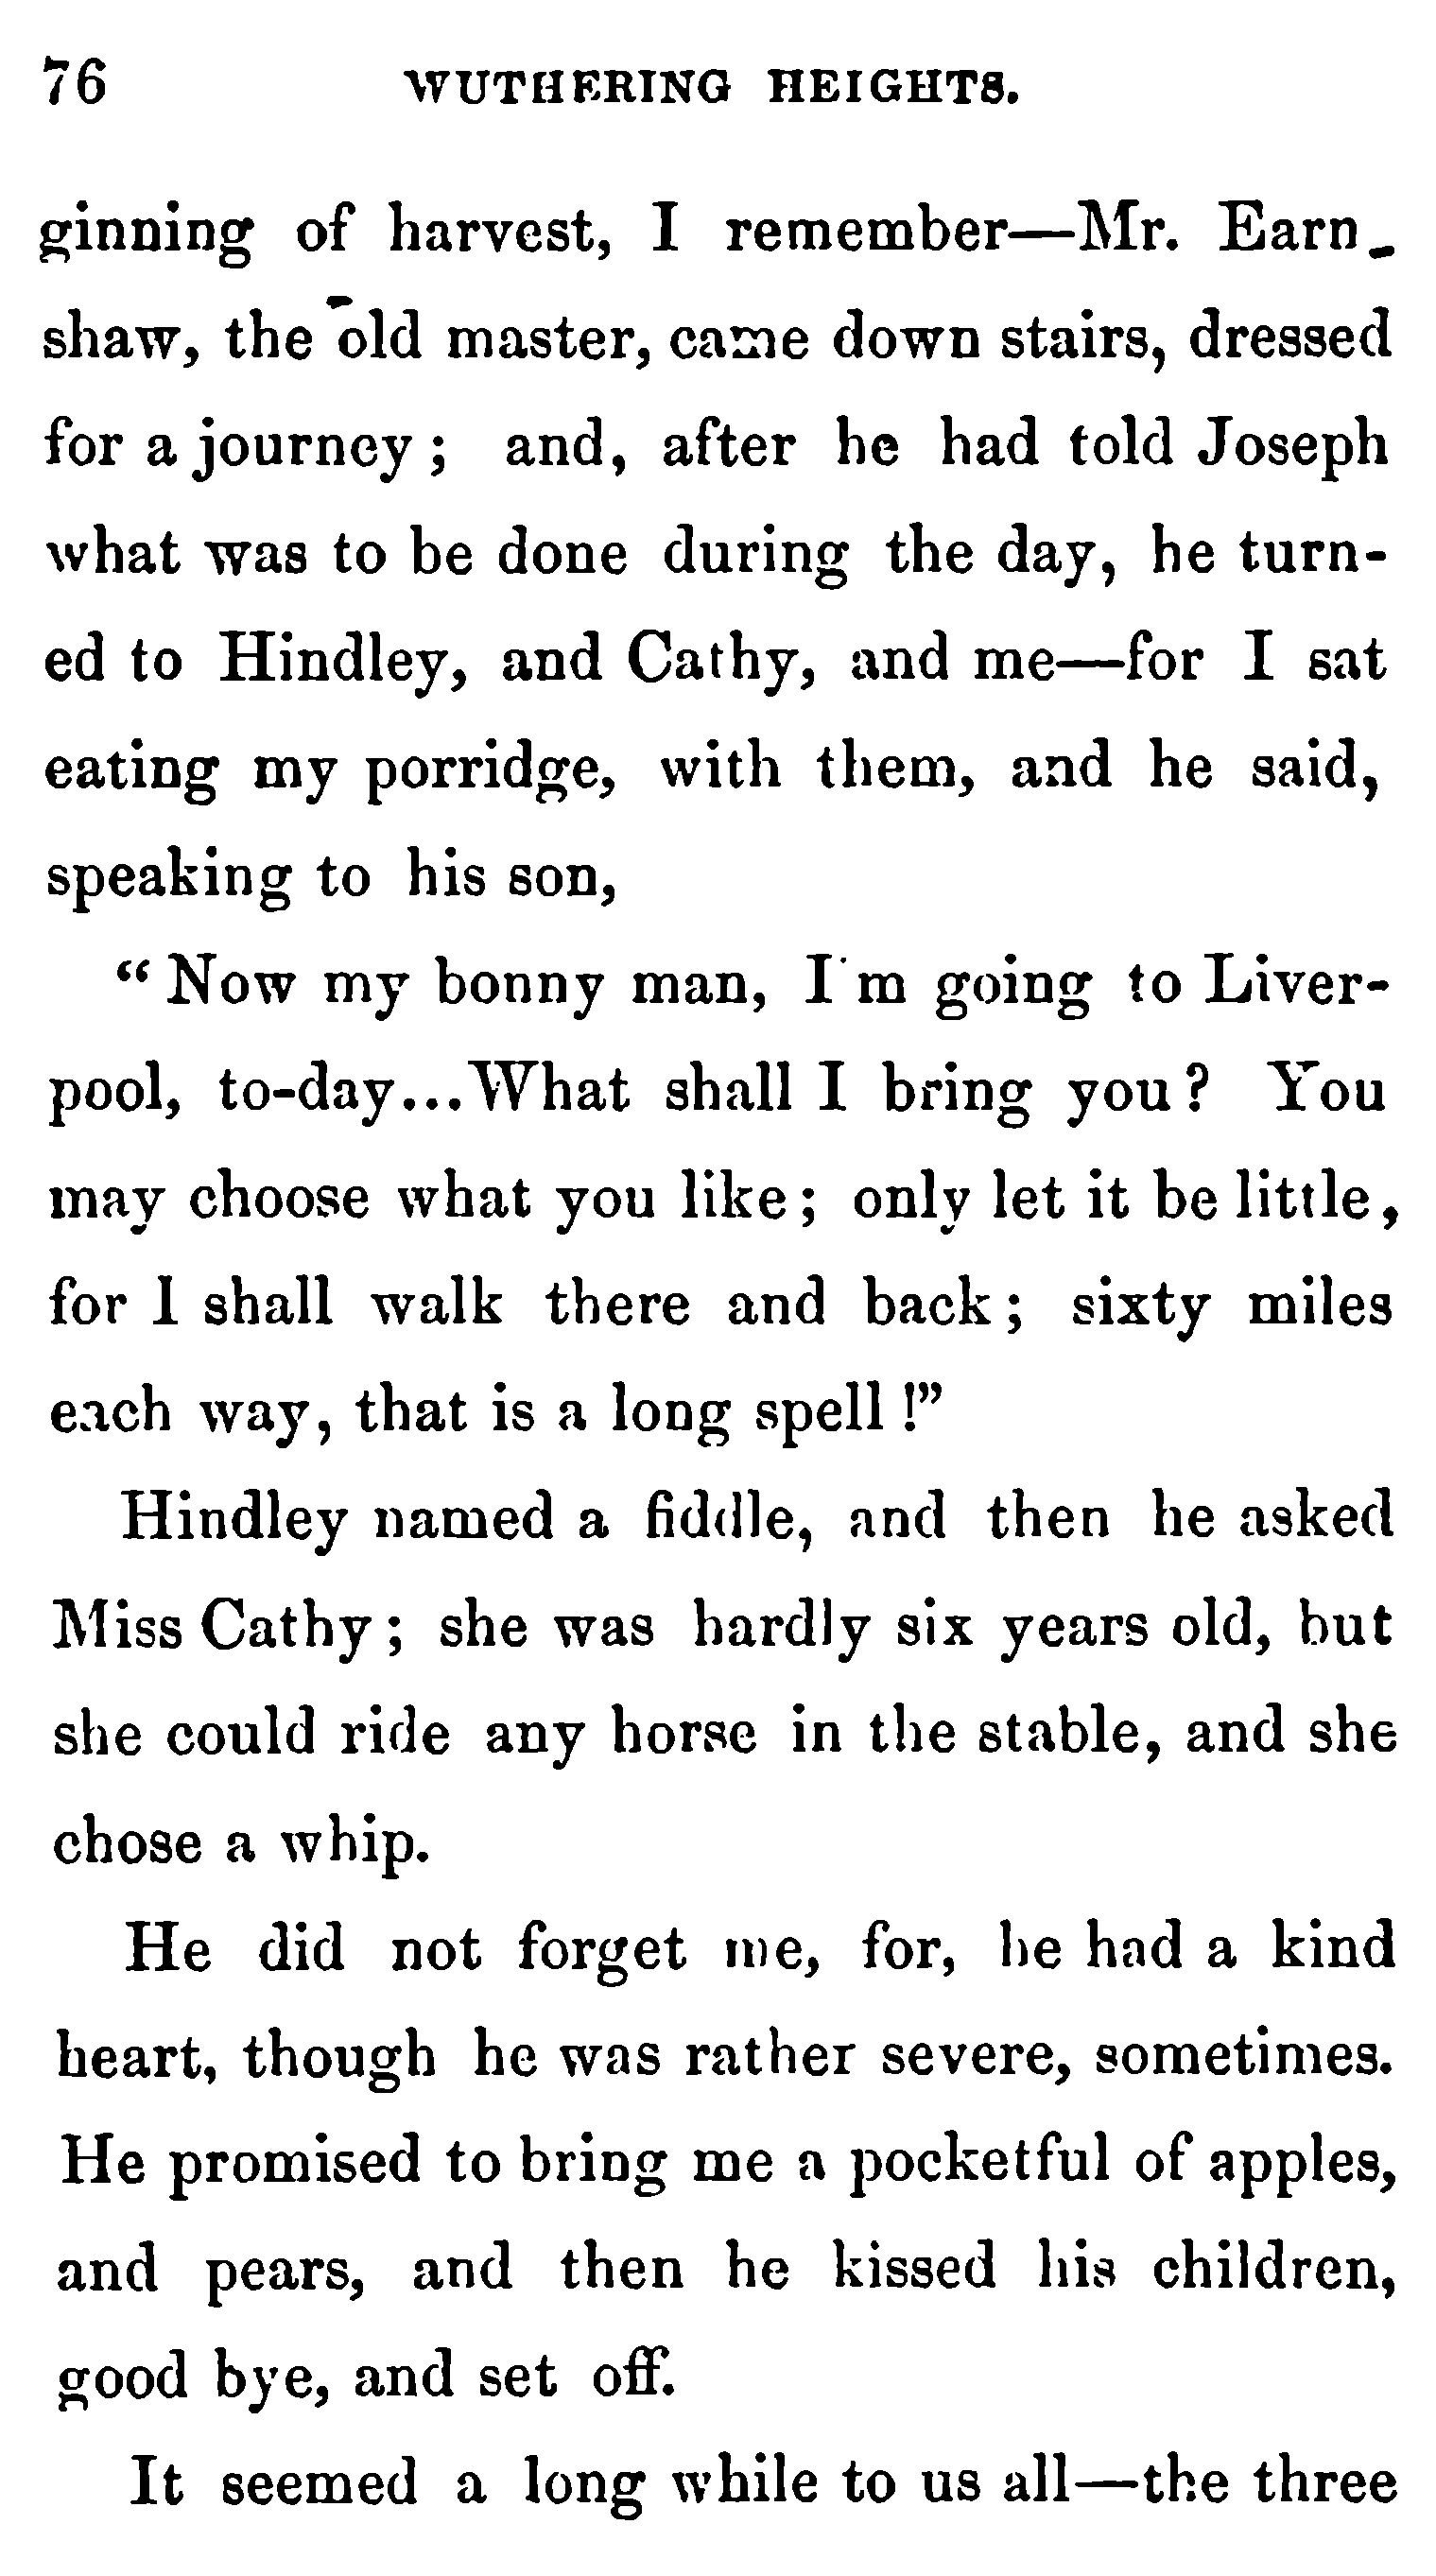 76 WUTHERING HEIGHTS.
ginning of harvest, I remember—Mr. Earn-
shaw, the old master, came down stairs, dressed
for a journey; and, after he had told Joseph
what was to be done during the day, he turn-
ed to Hindley, and Cathy, and me—for I sat
eating my porridge, with them, and he said,
speaking to his son,
“Now my bonny man, I'm going to Liver-
pool, to-day...What shall I bring you? You
may choose what you like; only let it be little,
for I shall walk there and back; sixty miles
each way, that is a long spell!”
Hindley named a fiddle, and then he asked
Miss Cathy; she was hardly six years old, but
she could ride any horse in the stable, and she
chose a whip.
He did not forget me, for, he had a kind
heart, though he was rather severe, sometimes.
He promised to bring me a pocketful of apples,
and pears, and then he kissed his children,
good bye, and set off.
It seemed a long while to us all—the three